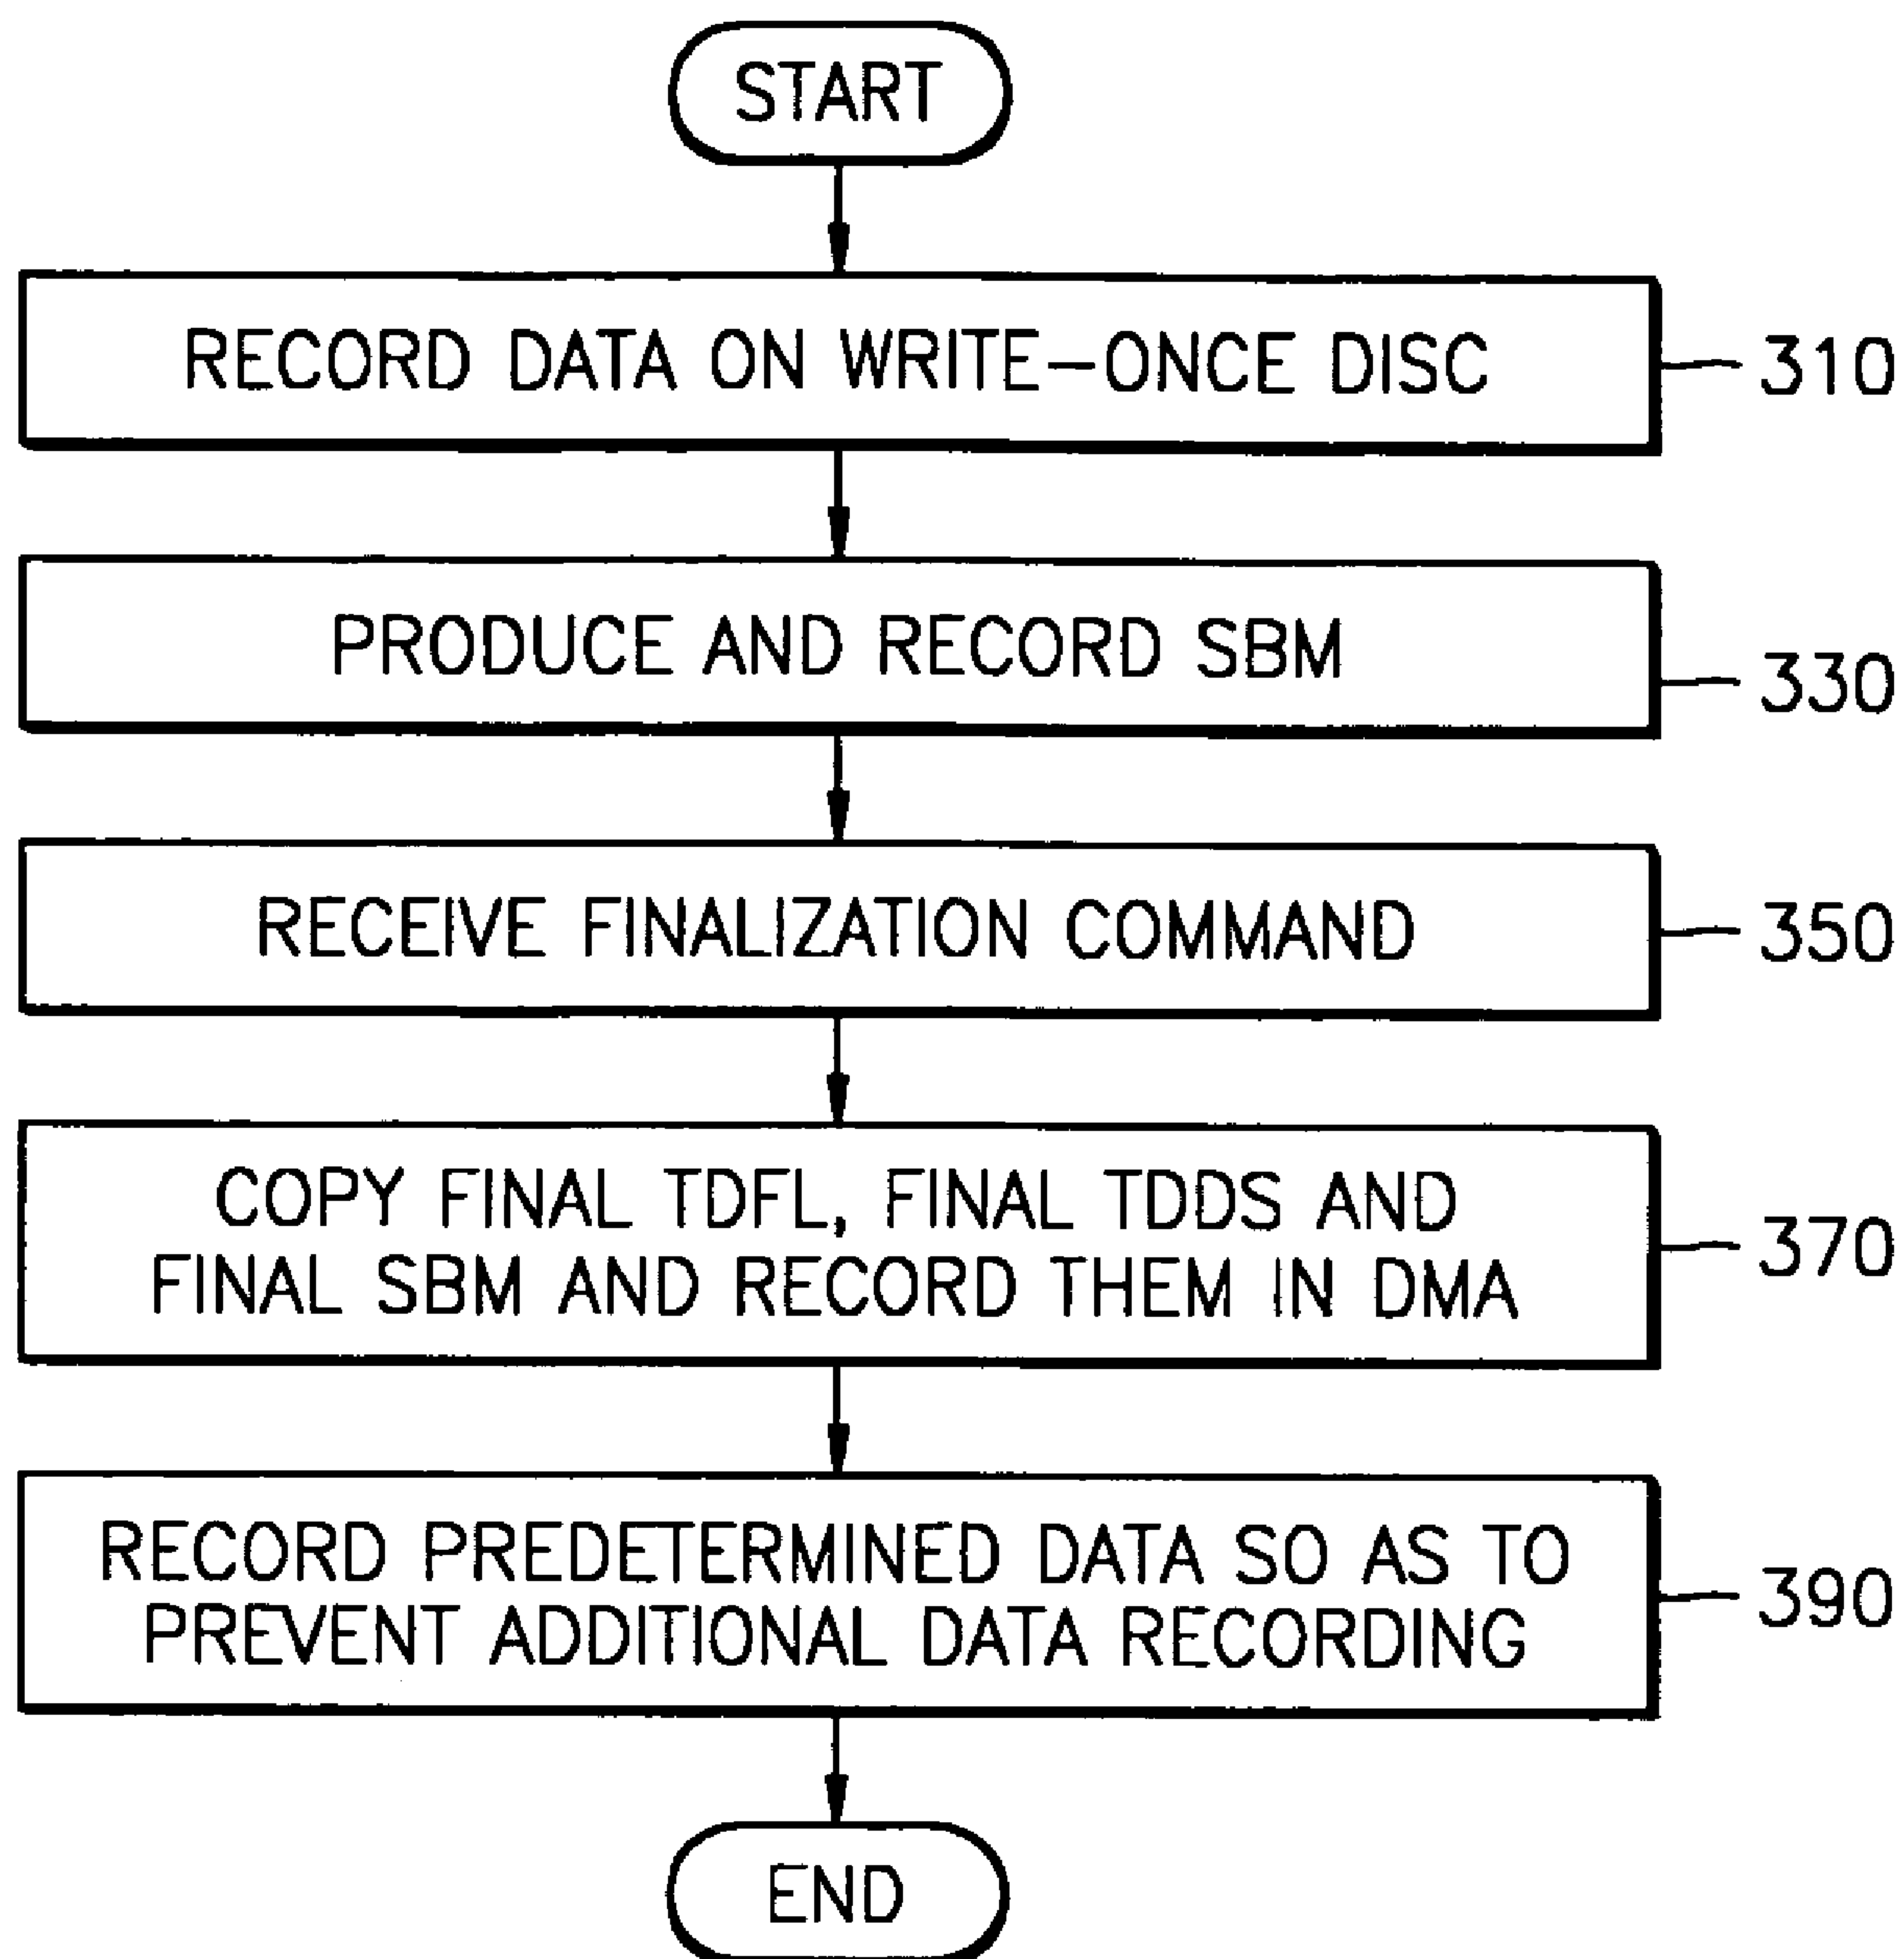 START
RECORD DATA ON WRITE-ONCE DISC
310
PRODUCE AND RECORD SBM
330
RECEIVE FINALIZATION COMMAND
350
COPY FINAL TDFL, FINAL TDDS AND
FINAL SBM AND RECORD THEM IN DMA
370
RECORD PREDETERMINED DATA SO AS TO
PREVENT ADDITIONAL DATA RECORDING
390
END